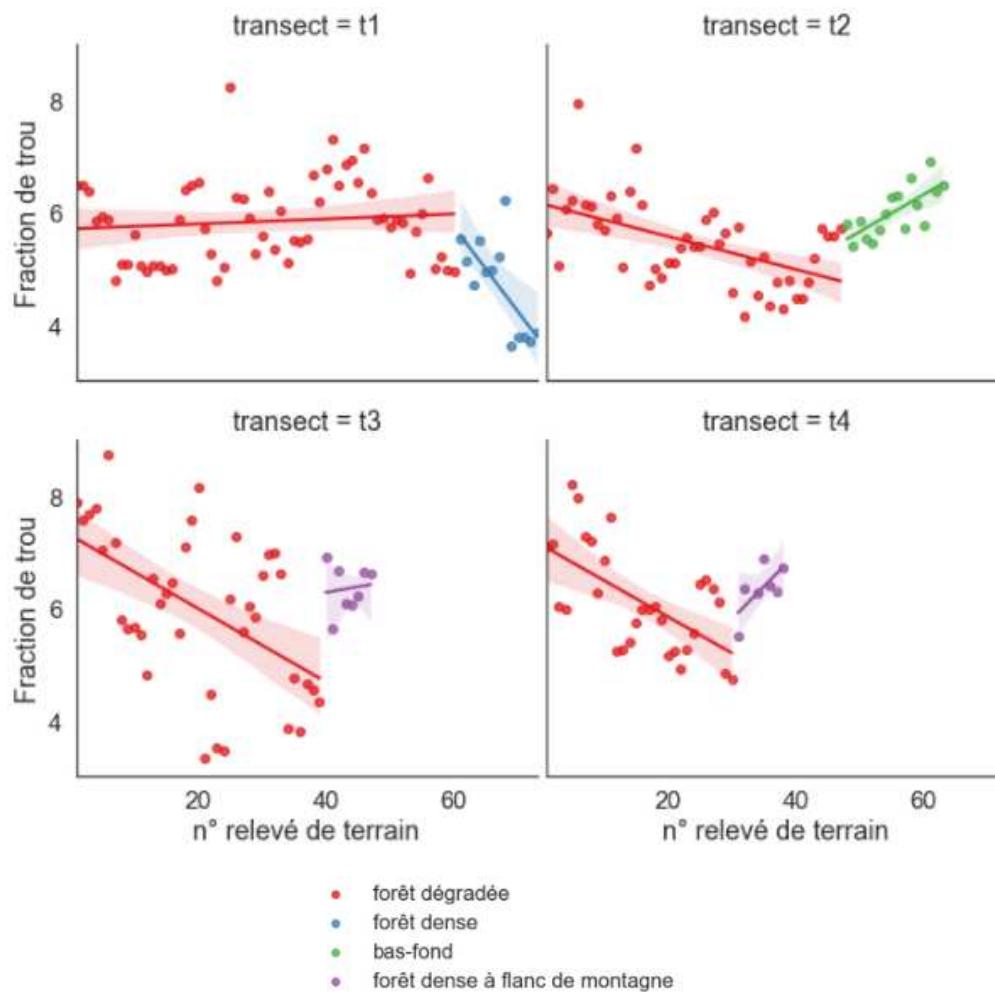 transect = t1
transect = t2
Fraction de trou
8
6
4
transect = t3
transect = t4
Fraction de trou
8
6
4
20
40
60
20
40
60
n° relevé de terrain
n° relevé de terrain
forêt dégradée
forêt dense
bas-fond
forêt dense à flanc de montagne